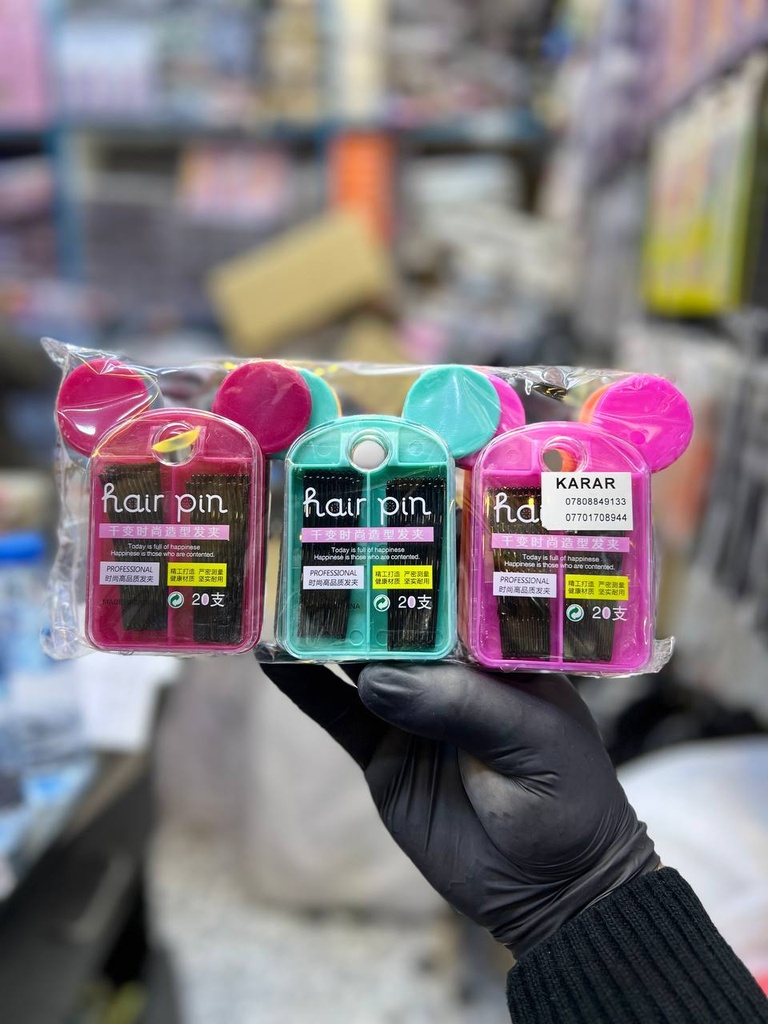 hair pin
千变时尚造型发夹
Today is full of happiness
Happiness is those who are contented.
PROFESSIONAL
时尚高品质发夹
精工打造 严密测量
健康材质 坚实耐用
20支
hair pin
千变时尚造型发夹
Today is full of happiness
Happiness is those who are contented.
PROFESSIONAL
时尚高品质发夹
精工打造 严密测量
健康材质 坚实耐用
20支
KARAR
07808849133
07701708944
千变时尚造型发夹
Today is full of happiness
Happiness is those who are contented.
PROFESSIONAL
时尚高品质发夹
精工打造 严密测量
健康材质 坚实耐用
20支